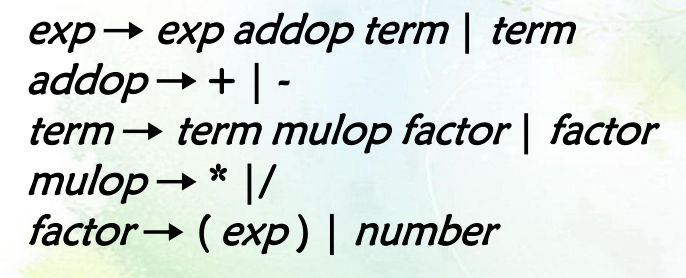 exp → exp addop term | term
addop → + | -
term → term mulop factor | factor
mulop → * | /
factor → ( exp ) | number